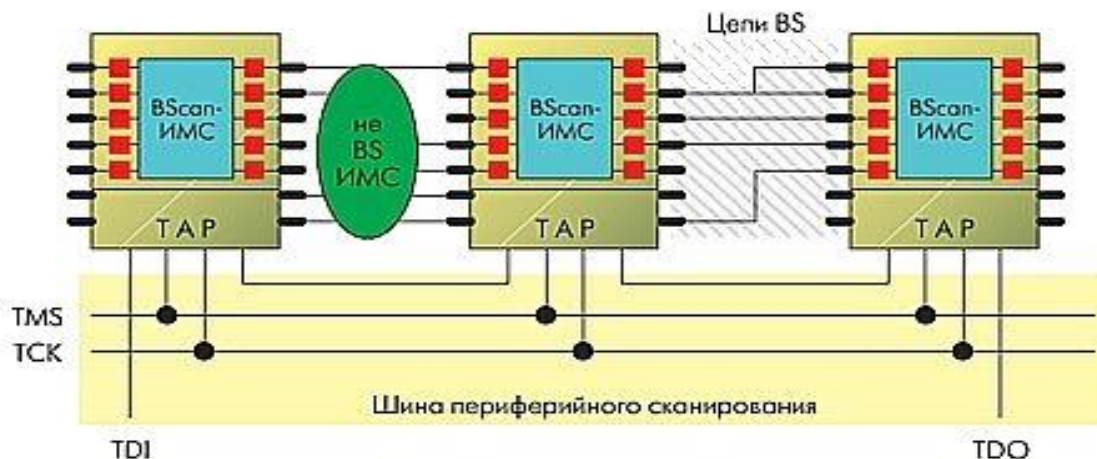 Цепи BS
BScan-
ИМС
не
BS
ИМС
BScan-
ИМС
BScan-
ИМС
TAP
TAP
TAP
TMS
TCK
Шина периферийного сканирования
TDI
TDO